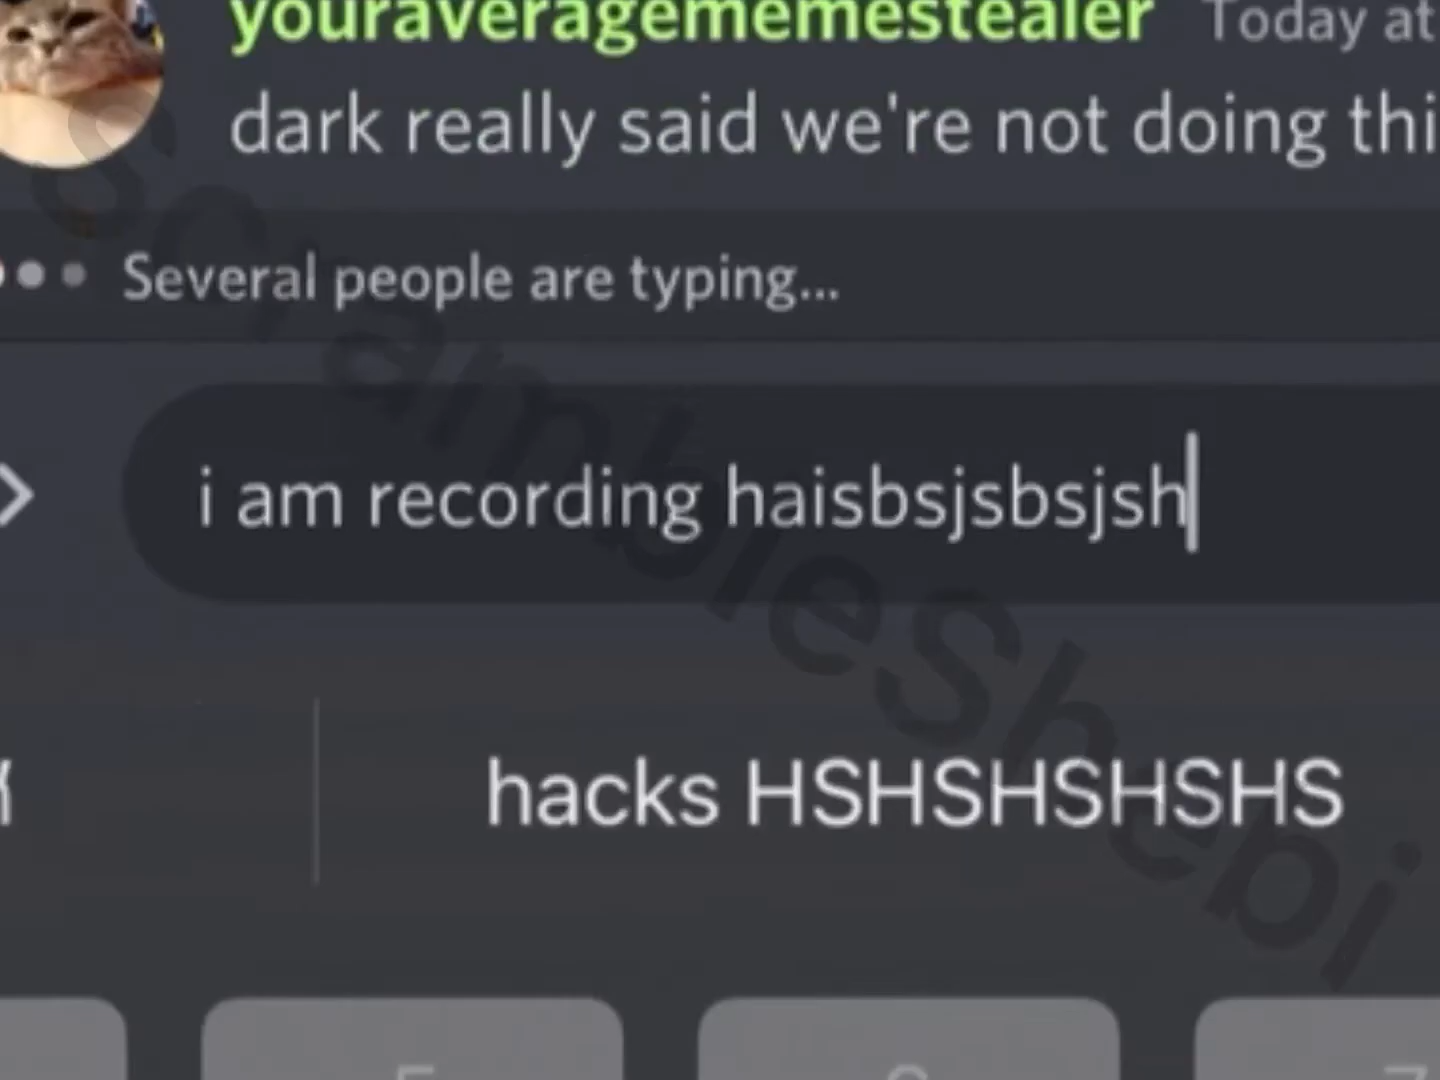 youraveragememestealer Today at
dark really said we're not doing thi
Several people are typing...
i am recording haisbsjsbsjsh
hacks HSHSHSHSHS
ScrambleShebi